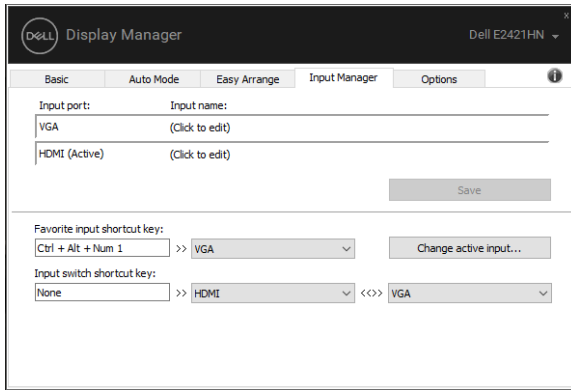 DELL Display Manager
x
Dell E2421HN
Basic Auto Mode Easy Arrange Input Manager Options i
Input port: Input name:
VGA (Click to edit)
HDMI (Active) (Click to edit)
Save
Favorite input shortcut key:
Ctrl + Alt + Num 1 >> VGA Change active input...
Input switch shortcut key:
None >> HDMI <<>> VGA